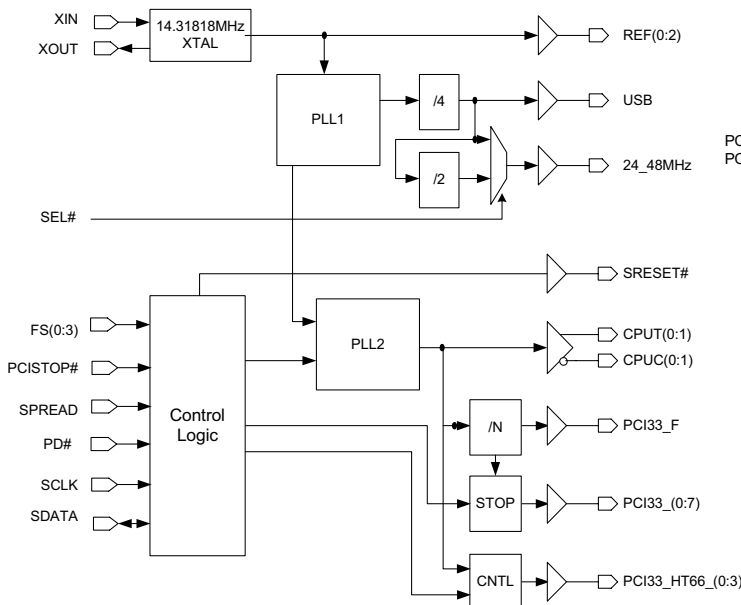 XIN
XOUT
14.31818MHz
XTAL
REF(0:2)
PLL1
/4
USB
PC
PC
/2
24_48MHz
SEL#
SRESET#
FS(0:3)
PCISTOP#
SPREAD
PD#
SCLK
SDATA
Control
Logic
PLL2
CPUT(0:1)
CPUC(0:1)
/N
PCI33_F
STOP
PCI33_(0:7)
CNTL
PCI33_HT66_(0:3)